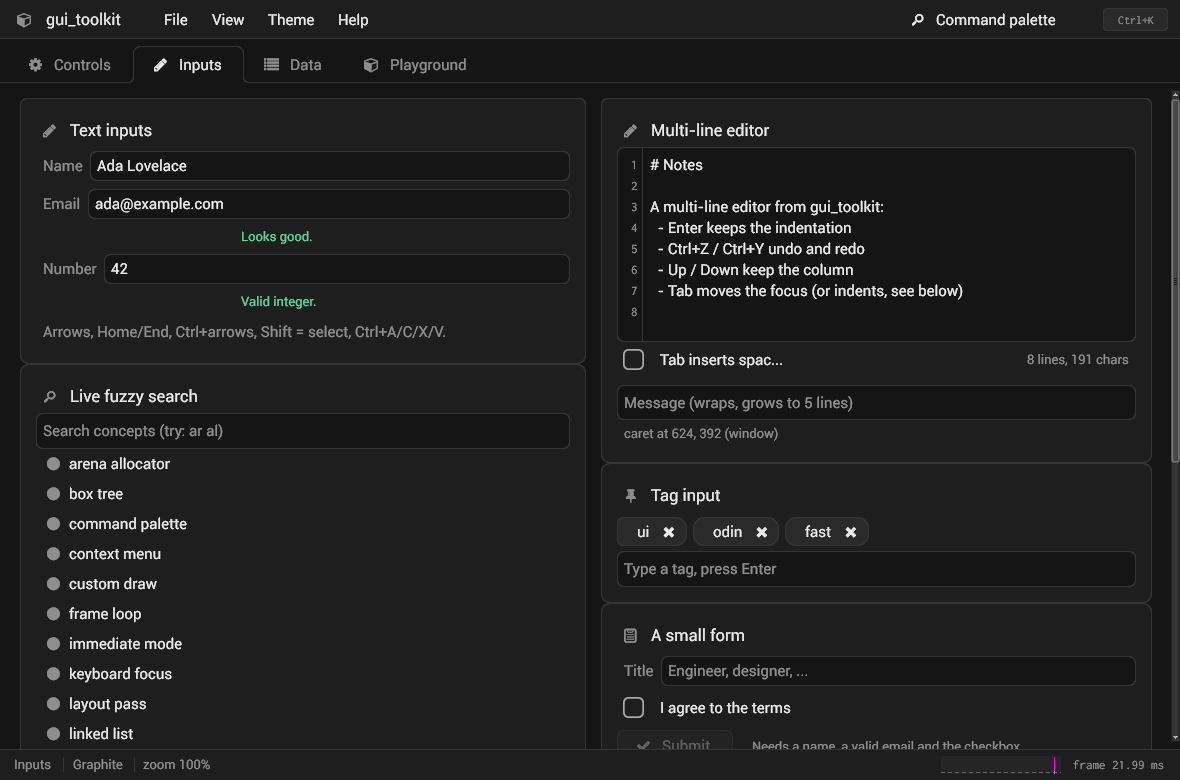 gui_toolkit File View Theme Help Command palette Ctrl+K
Controls Inputs Data Playground
Text inputs
Name Ada Lovelace
Email ada@example.com
Looks good.
Number 42
Valid integer.
Arrows, Home/End, Ctrl+arrows, Shift = select, Ctrl+A/C/X/V.
Live fuzzy search
Search concepts (try: ar al)
arena allocator
box tree
command palette
context menu
custom draw
frame loop
immediate mode
keyboard focus
layout pass
linked list
Multi-line editor
1 # Notes
2
3 A multi-line editor from gui_toolkit:
4 - Enter keeps the indentation
5 - Ctrl+Z / Ctrl+Y undo and redo
6 - Up / Down keep the column
7 - Tab moves the focus (or indents, see below)
8
Tab inserts spac... 8 lines, 191 chars
Message (wraps, grows to 5 lines)
caret at 624, 392 (window)
Tag input
ui odin fast
Type a tag, press Enter
A small form
Title Engineer, designer, ...
I agree to the terms
Submit Needs a name, a valid email and the checkbox
Inputs Graphite zoom 100% frame 21.99 ms